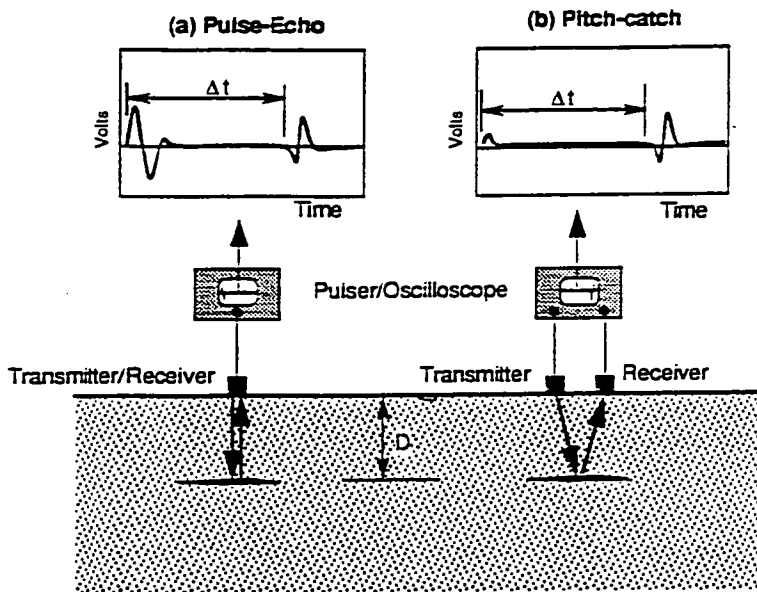 (a) Pulse-Echo
(b) Pitch-catch
Δt
Δt
Volts
Volts
Time
Time
Pulser/Oscilloscope
Transmitter/Receiver
Transmitter
Receiver
D